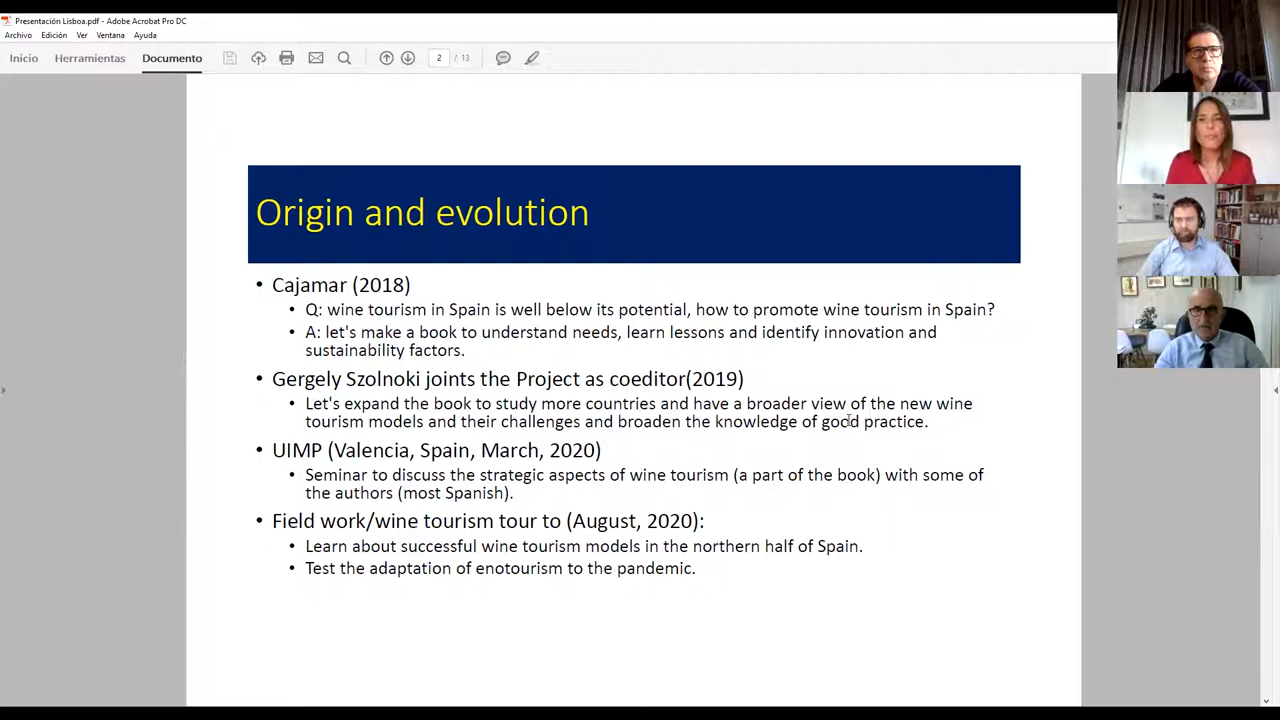 Presentación Lisboa.pdf - Adobe Acrobat Pro DC
Archivo Edición Ver Ventana Ayuda
Inicio Herramientas Documento 2 / 13
Origin and evolution
• Cajamar (2018)
• Q: wine tourism in Spain is well below its potential, how to promote wine tourism in Spain?
• A: let's make a book to understand needs, learn lessons and identify innovation and
sustainability factors.
• Gergely Szolnoki joints the Project as coeditor(2019)
• Let's expand the book to study more countries and have a broader view of the new wine
tourism models and their challenges and broaden the knowledge of good practice.
• UIMP (Valencia, Spain, March, 2020)
• Seminar to discuss the strategic aspects of wine tourism (a part of the book) with some of
the authors (most Spanish).
• Field work/wine tourism tour to (August, 2020):
• Learn about successful wine tourism models in the northern half of Spain.
• Test the adaptation of enotourism to the pandemic.